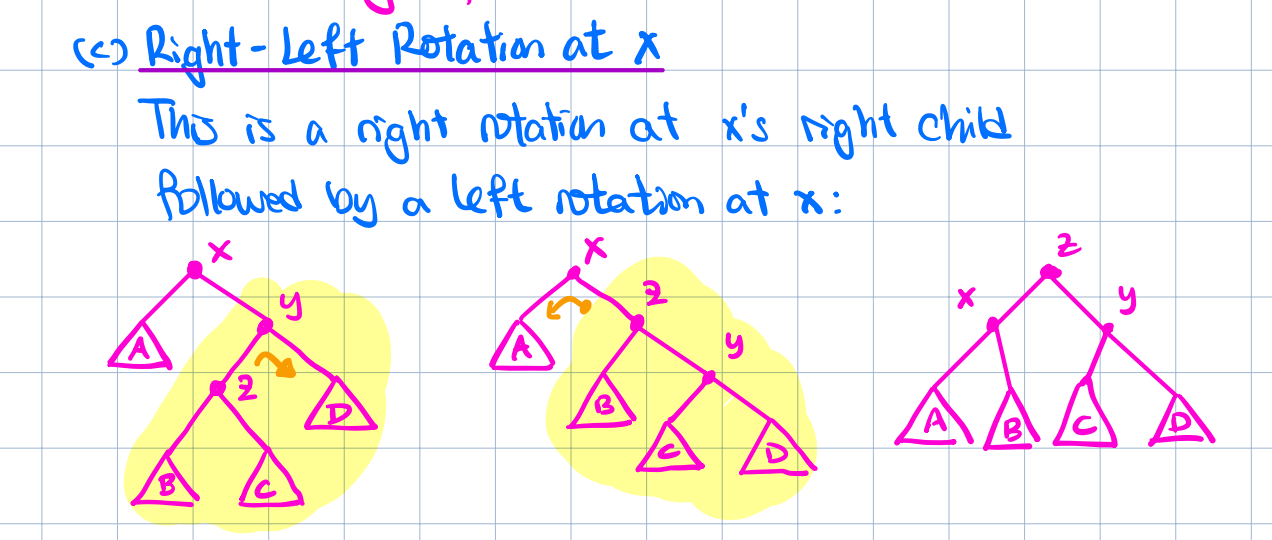 (c) Right-Left Rotation at x
This is a right rotation at x's right child
followed by a left rotation at x:
x
y
A
z
D
B
C
x
z
A
y
B
C
D
z
x
y
A
B
C
D